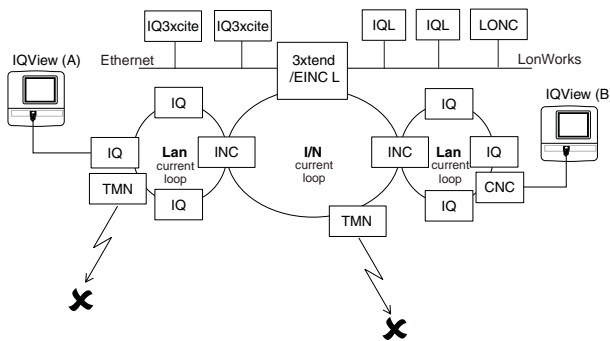 IQ3xcite
IQ3xcite
IQL
IQL
LONC
Ethernet
3xtend
/EINC L
LonWorks
IQView (A)
IQView (B
IQ
IQ
IQ
Lan
current
loop
INC
I/N
current
loop
INC
Lan
current
loop
IQ
TMN
IQ
CNC
IQ
TMN